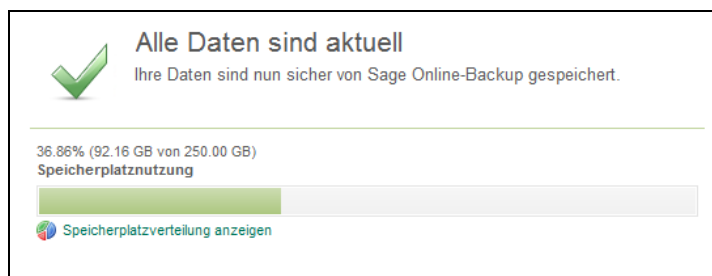 Alle Daten sind aktuell
Ihre Daten sind nun sicher von Sage Online-Backup gespeichert.
36.86% (92.16 GB von 250.00 GB)
Speicherplatznutzung
Speicherplatzverteilung anzeigen